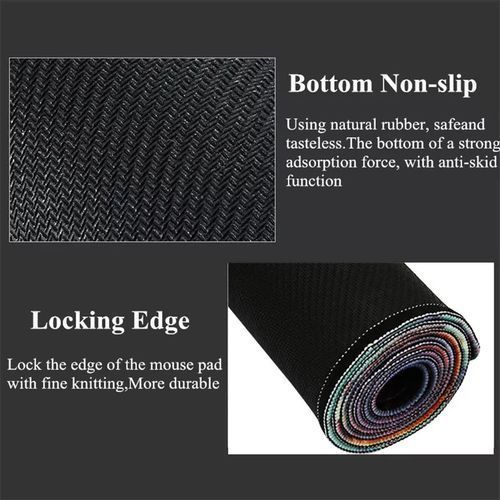 Bottom Non-slip
Using natural rubber, safeand
tasteless.The bottom of a strong
adsorption force, with anti-skid
function
Locking Edge
Lock the edge of the mouse pad
with fine knitting,More durable